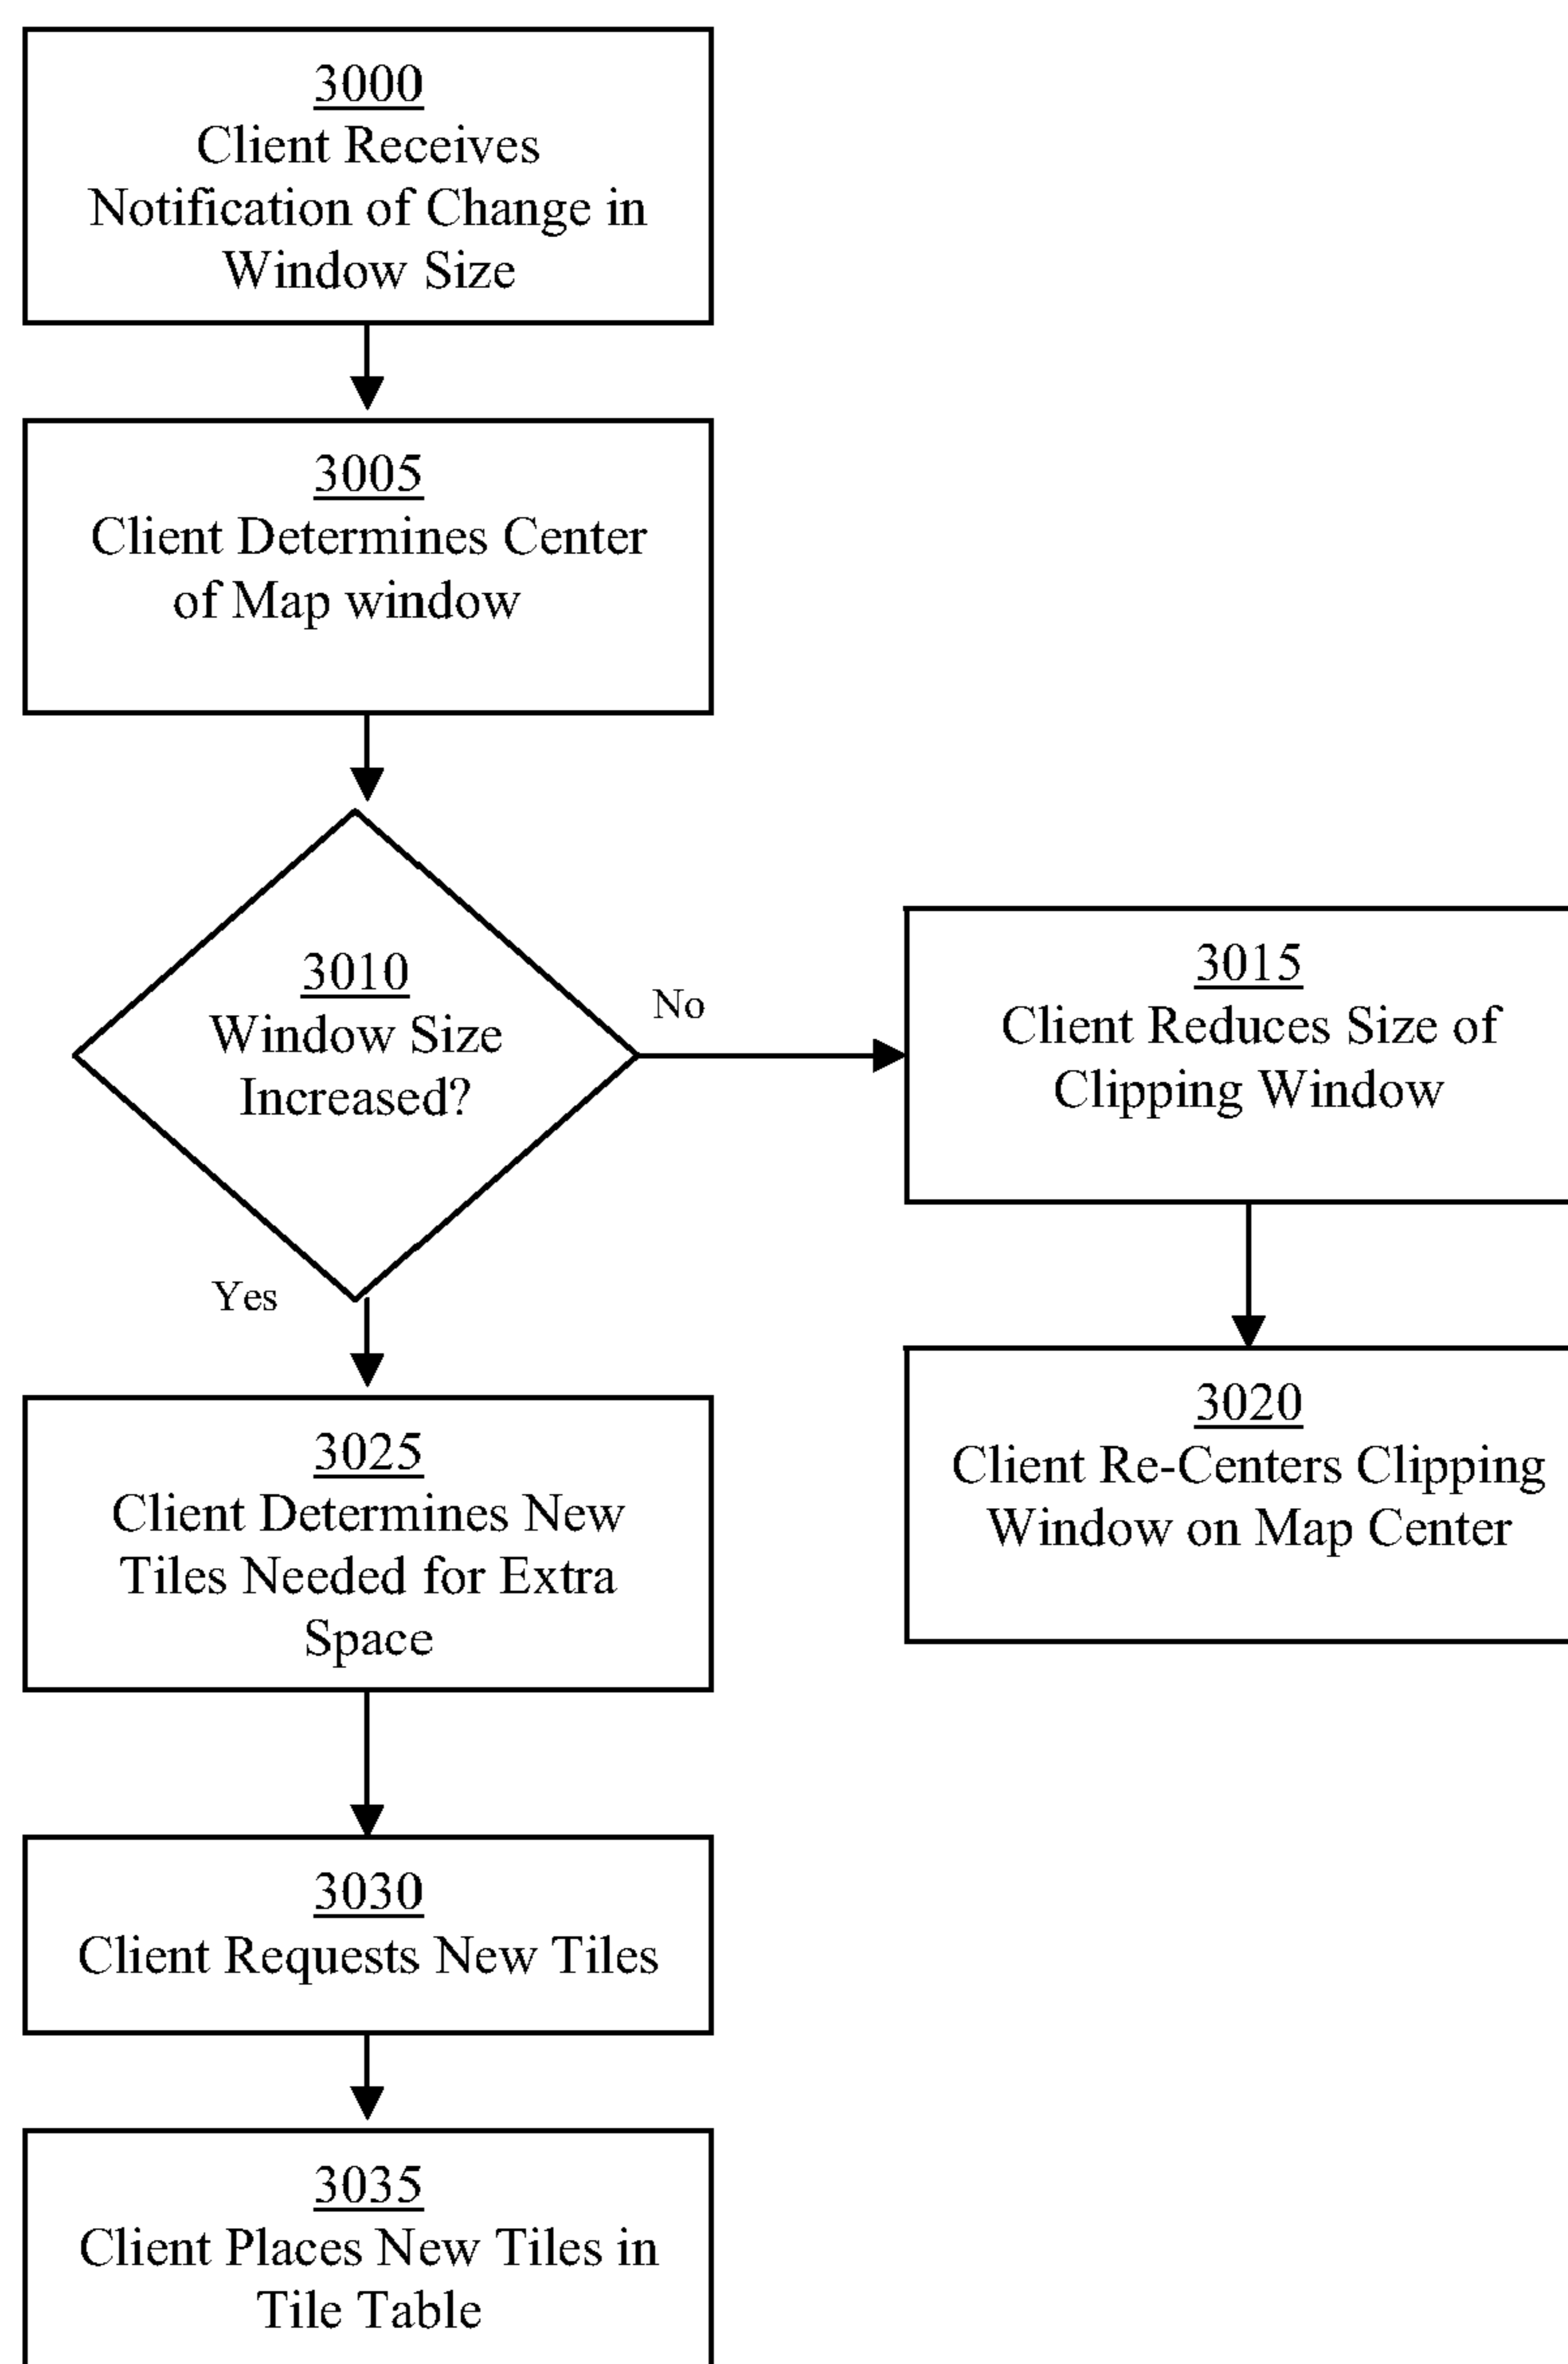 3000
Client Receives
Notification of Change in
Window Size
3005
Client Determines Center
of Map window
3010
Window Size
Increased?
No
3015
Client Reduces Size of
Clipping Window
Yes
3020
Client Re-Centers Clipping
Window on Map Center
3025
Client Determines New
Tiles Needed for Extra
Space
3030
Client Requests New Tiles
3035
Client Places New Tiles in
Tile Table